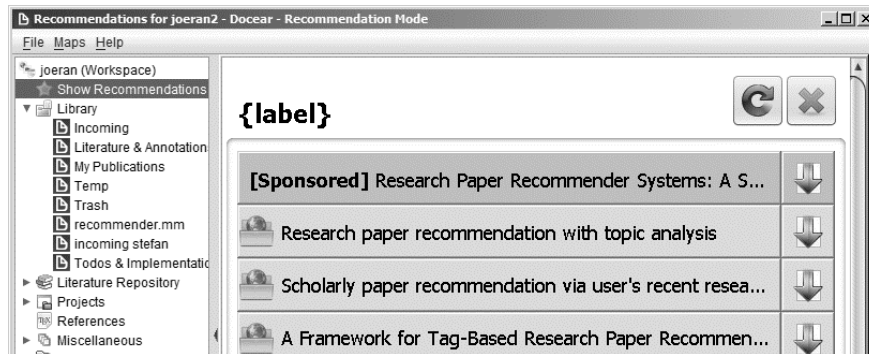 Recommendations for joeran2 - Docear - Recommendation Mode
File Maps Help
joeran (Workspace)
Show Recommendations
Library
Incoming
Literature & Annotation
My Publications
Temp
Trash
recommender.mm
incoming stefan
Todos & Implementatio
Literature Repository
Projects
References
Miscellaneous
{label}
[Sponsored] Research Paper Recommender Systems: A S...
Research paper recommendation with topic analysis
Scholarly paper recommendation via user's recent resea...
A Framework for Tag-Based Research Paper Recommen...